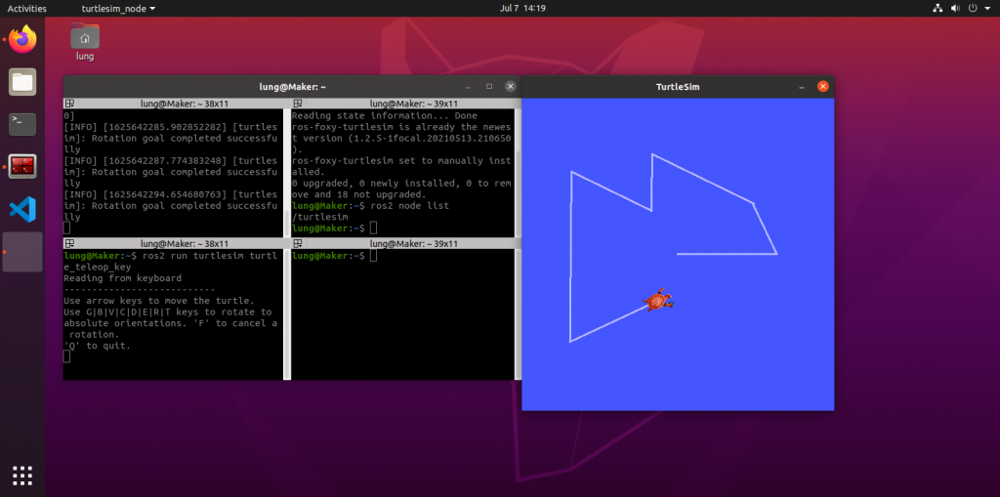 Activities
turtlesim_node
Jul 7 14:19
lung
lung@Maker: ~
lung@Maker: ~ 38x11
0]
[INFO] [1625642285.902852282] [turtles
im]: Rotation goal completed successfu
lly
[INFO] [1625642287.774383248] [turtles
im]: Rotation goal completed successfu
lly
[INFO] [1625642294.654680763] [turtles
im]: Rotation goal completed successfu
lly
lung@Maker: ~ 39x11
Reading state information... Done
ros-foxy-turtlesim is already the newes
t version (1.2.5-1focal.20210513.210650
).
ros-foxy-turtlesim set to manually inst
alled.
0 upgraded, 0 newly installed, 0 to rem
ove and 18 not upgraded.
lung@Maker:~$ ros2 node list
/turtlesim
lung@Maker:~$
lung@Maker: ~ 38x11
lung@Maker:~$ ros2 run turtlesim turtl
e_teleop_key
Reading from keyboard
---------------------------
Use arrow keys to move the turtle.
Use G|B|V|C|D|E|R|T keys to rotate to
absolute orientations. 'F' to cancel a
 rotation.
'Q' to quit.
lung@Maker: ~ 39x11
lung@Maker:~$
TurtleSim